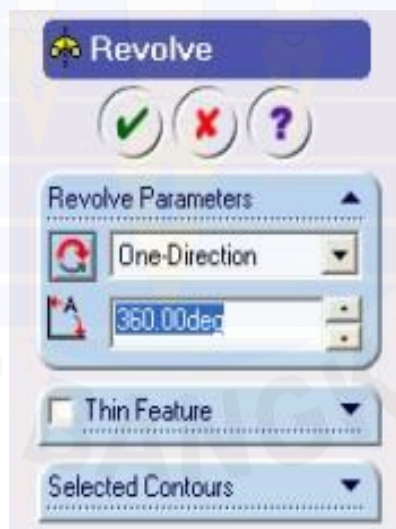 Revolve
?
Revolve Parameters
One-Direction
A
360.00deg
Thin Feature
Selected Contours